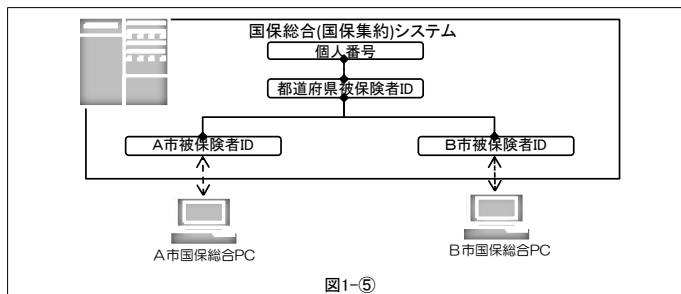 国保総合(国保集約)システム
個人番号
都道府県被保険者ID
A市被保険者ID
B市被保険者ID
A市国保総合PC
B市国保総合PC
図1-⑤